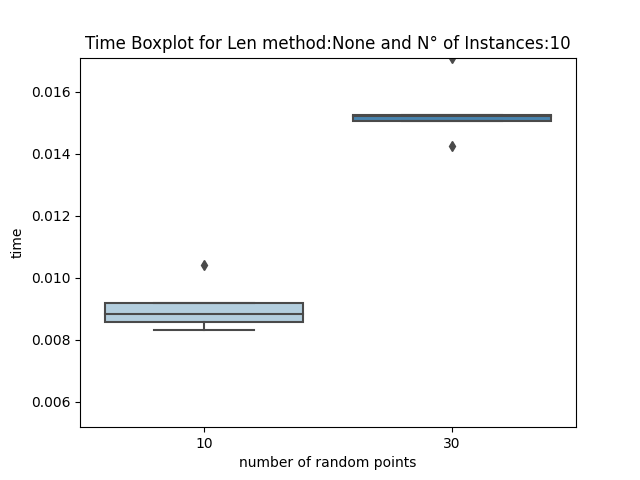 Time Boxplot for Len method:None and N° of Instances:10
0.016
0.014
0.012
0.010
0.008
0.006
time
10
30
number of random points